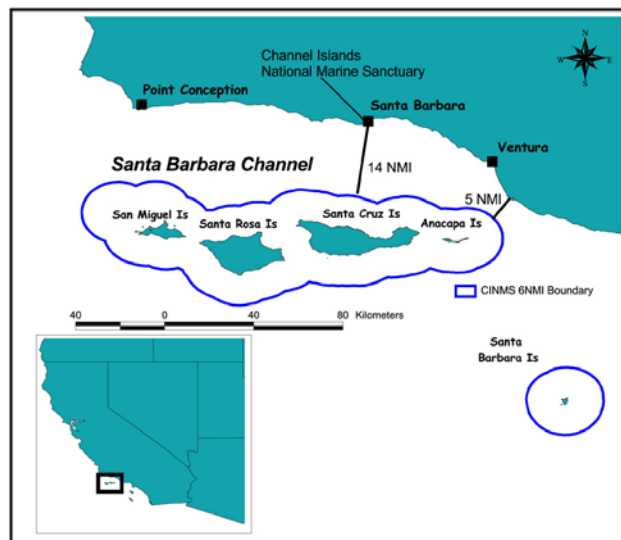 N
W
E
S
Channel Islands
National Marine Sanctuary
Point Conception
Santa Barbara
Ventura
Santa Barbara Channel
14 NMI
5 NMI
San Miguel Is
Santa Rosa Is
Santa Cruz Is
Anacapa Is
CINMS 6NMI Boundary
40 0 40 80 Kilometers
Santa
Barbara Is